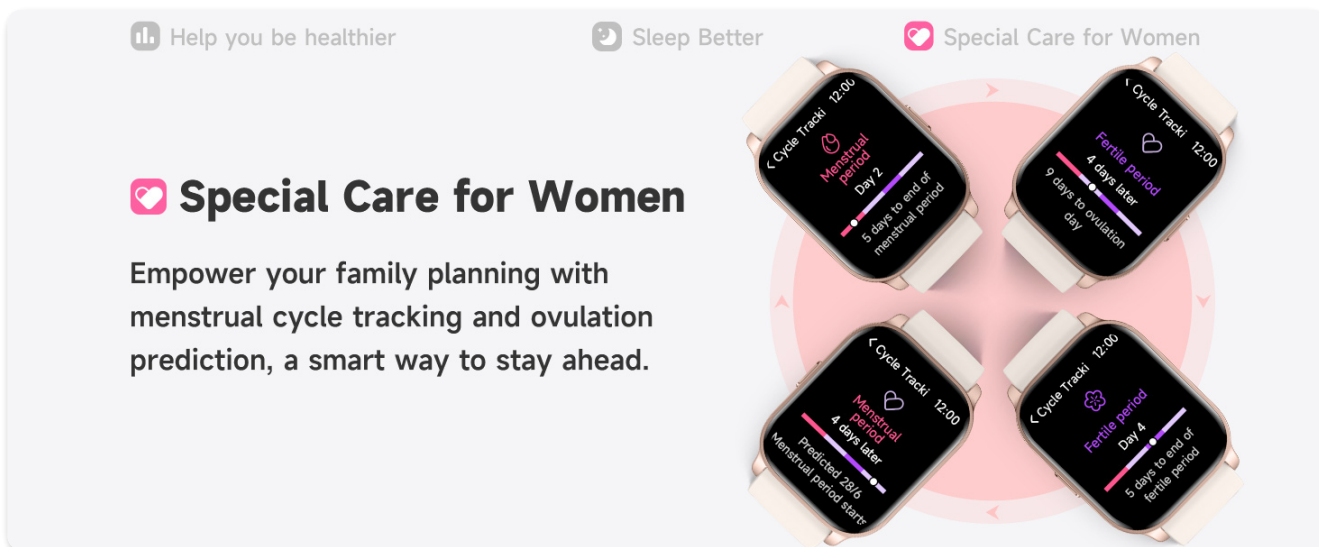 Help you be healthier
Sleep Better
Special Care for Women
Special Care for Women
Empower your family planning with
menstrual cycle tracking and ovulation
prediction, a smart way to stay ahead.
Cycle Tracki 12:00
Menstrual
period
Day 2
5 days to end of
menstrual period
Cycle Tracki 12:00
Fertile period
4 days later
9 days to ovulation
day
Cycle Tracki 12:00
Menstrual
period
4 days later
Predicted 28/6
Menstrual period starts
Cycle Tracki 12:00
Fertile period
Day 4
5 days to end of
fertile period